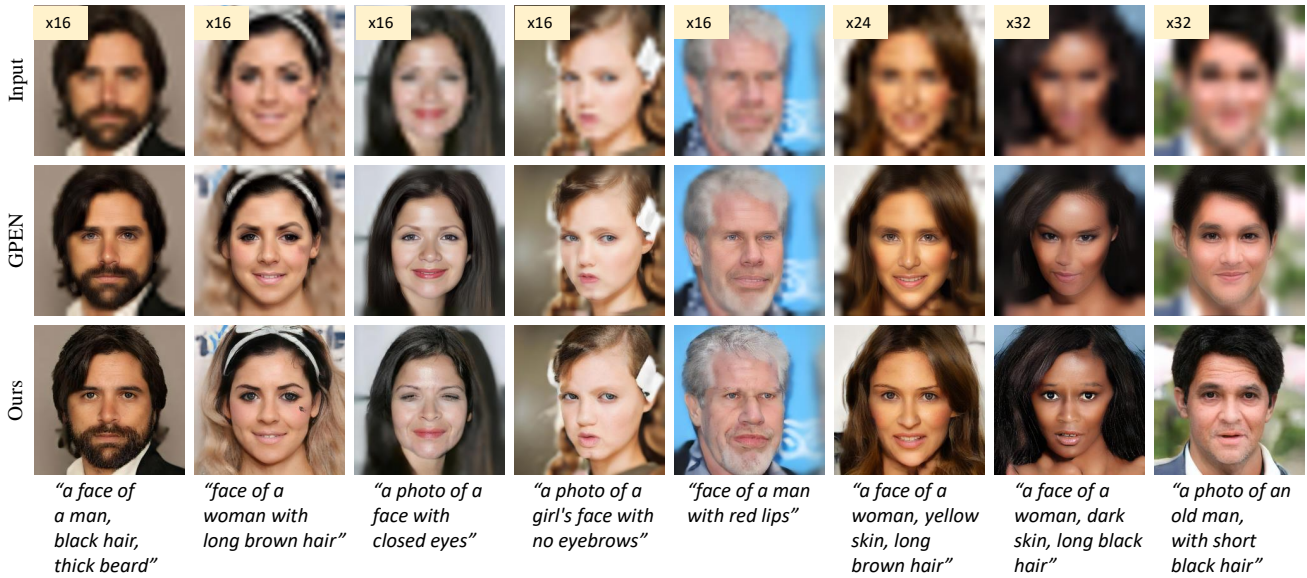 x16
x16
x16
x16
x16
x24
x32
x32
Input
GPEN
Ours
“a face of
a man,
black hair,
thick beard”
“face of a
woman with
long brown hair”
“a photo of a
face with
closed eyes”
“a photo of a
girl's face with
no eyebrows”
“face of a man
with red lips”
“a face of a
woman, yellow
skin, long
brown hair”
“a face of a
woman, dark
skin, long black
hair”
“a photo of an
old man,
with short
black hair”